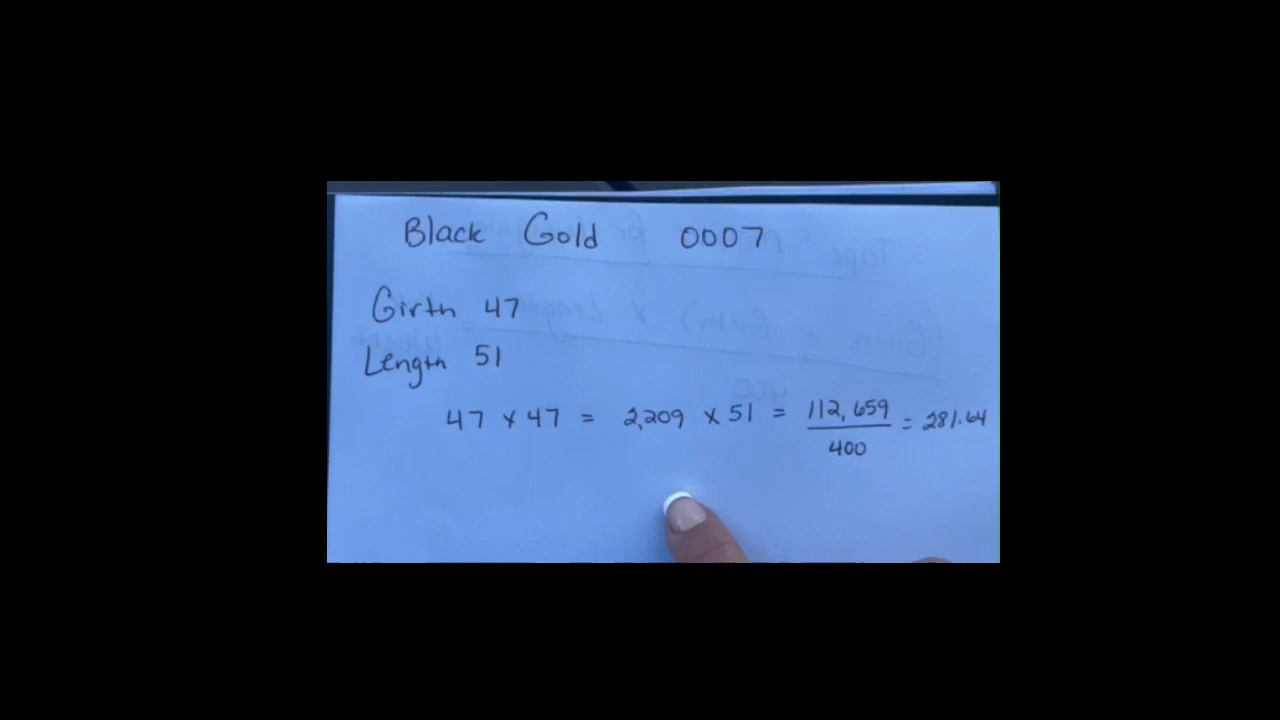 Black Gold 0007
Girth 47
Length 51
47 x 47 = 2,209 x 51 = 112,659 = 281.64
400